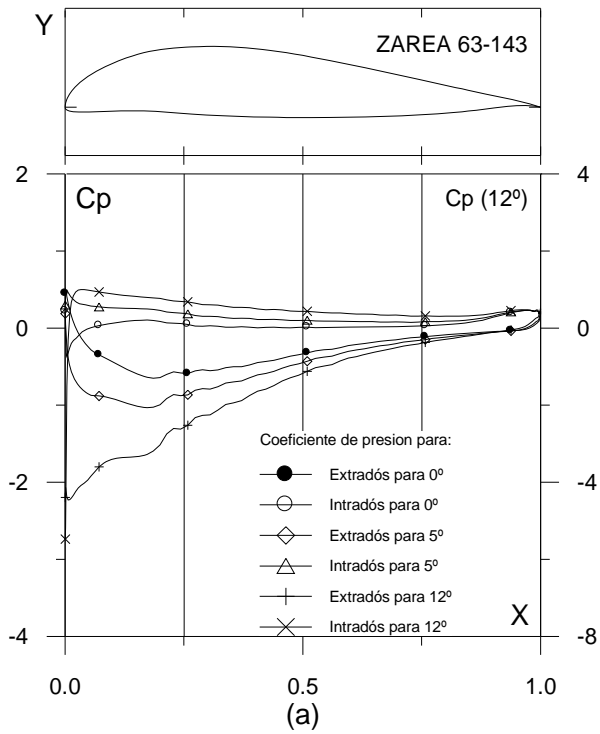 Y
ZAREA 63-143
2
4
Cp
Cp (12º)
0
0
Coeficiente de presion para:
Extradós para 0º
Intradós para 0º
-2
-4
Extradós para 5º
Intradós para 5º
Extradós para 12º
Intradós para 12º
X
-4
-8
0.0
0.5
1.0
(a)